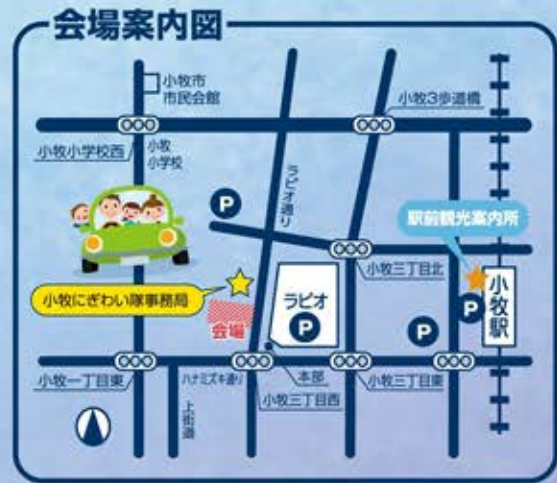 会場案内図
小牧市
市民会館
小牧3歩道橋
小牧小学校西
小牧
小学校
ラピオ通り
P
駅前観光案内所
小牧三丁目北
小牧にぎわい隊事務局
会場
ラピオ
P
P
P
小牧駅
小牧一丁目東
ハナミズキ通り
本部
小牧三丁目東
小牧三丁目西
上街道